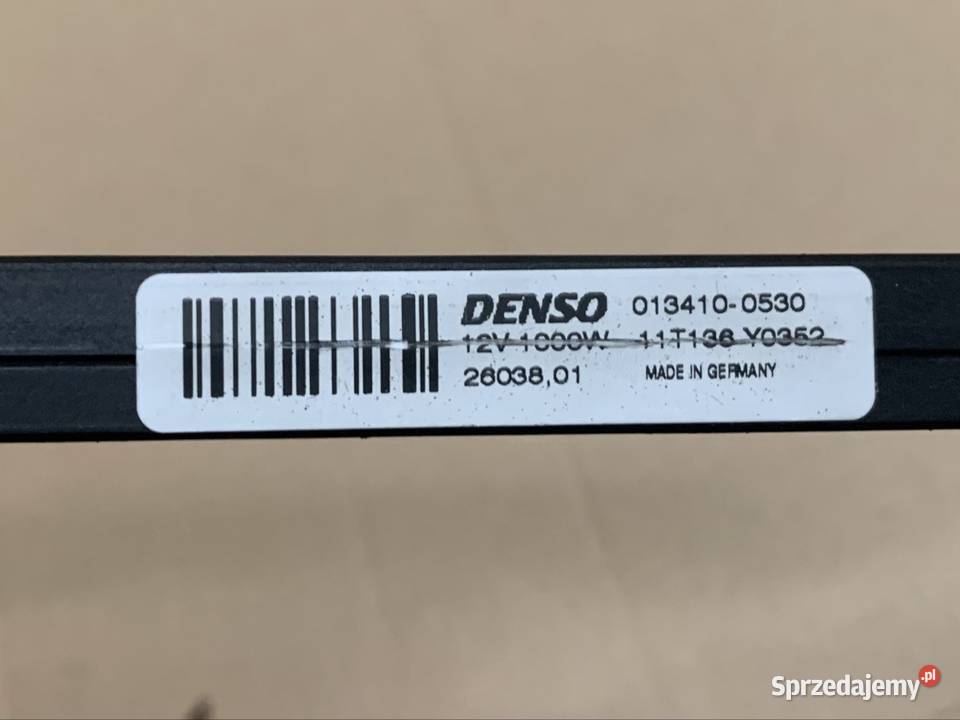 DENSO 013410-0530
12V 1000W 11T136 Y0352
26038,01 MADE IN GERMANY
Sprzedajemy.pl